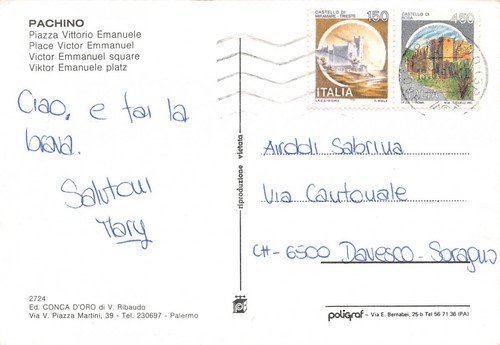 PACHINO
Piazza Vittorio Emanuele
Place Victor Emmanuel
Victor Emmanuel square
Viktor Emanuele platz
Ciao, e fai la
brava.
Salutoni
Mary
2724
Ed. CONCA D'ORO di V. Ribaudo
Via V. Piazza Martini, 39 - Tel. 230697 - Palermo
riproduzione vietata
CASTELLO DI
MIRAMARE - TRIESTE
150
ITALIA
CASTELLO DI
450
Airoldi Sabrina
Via Cantonale
CH-6500 Davesco-Soragno
poligraf — Via E. Bernabei, 25-b Tel 56 71 36 (PA)